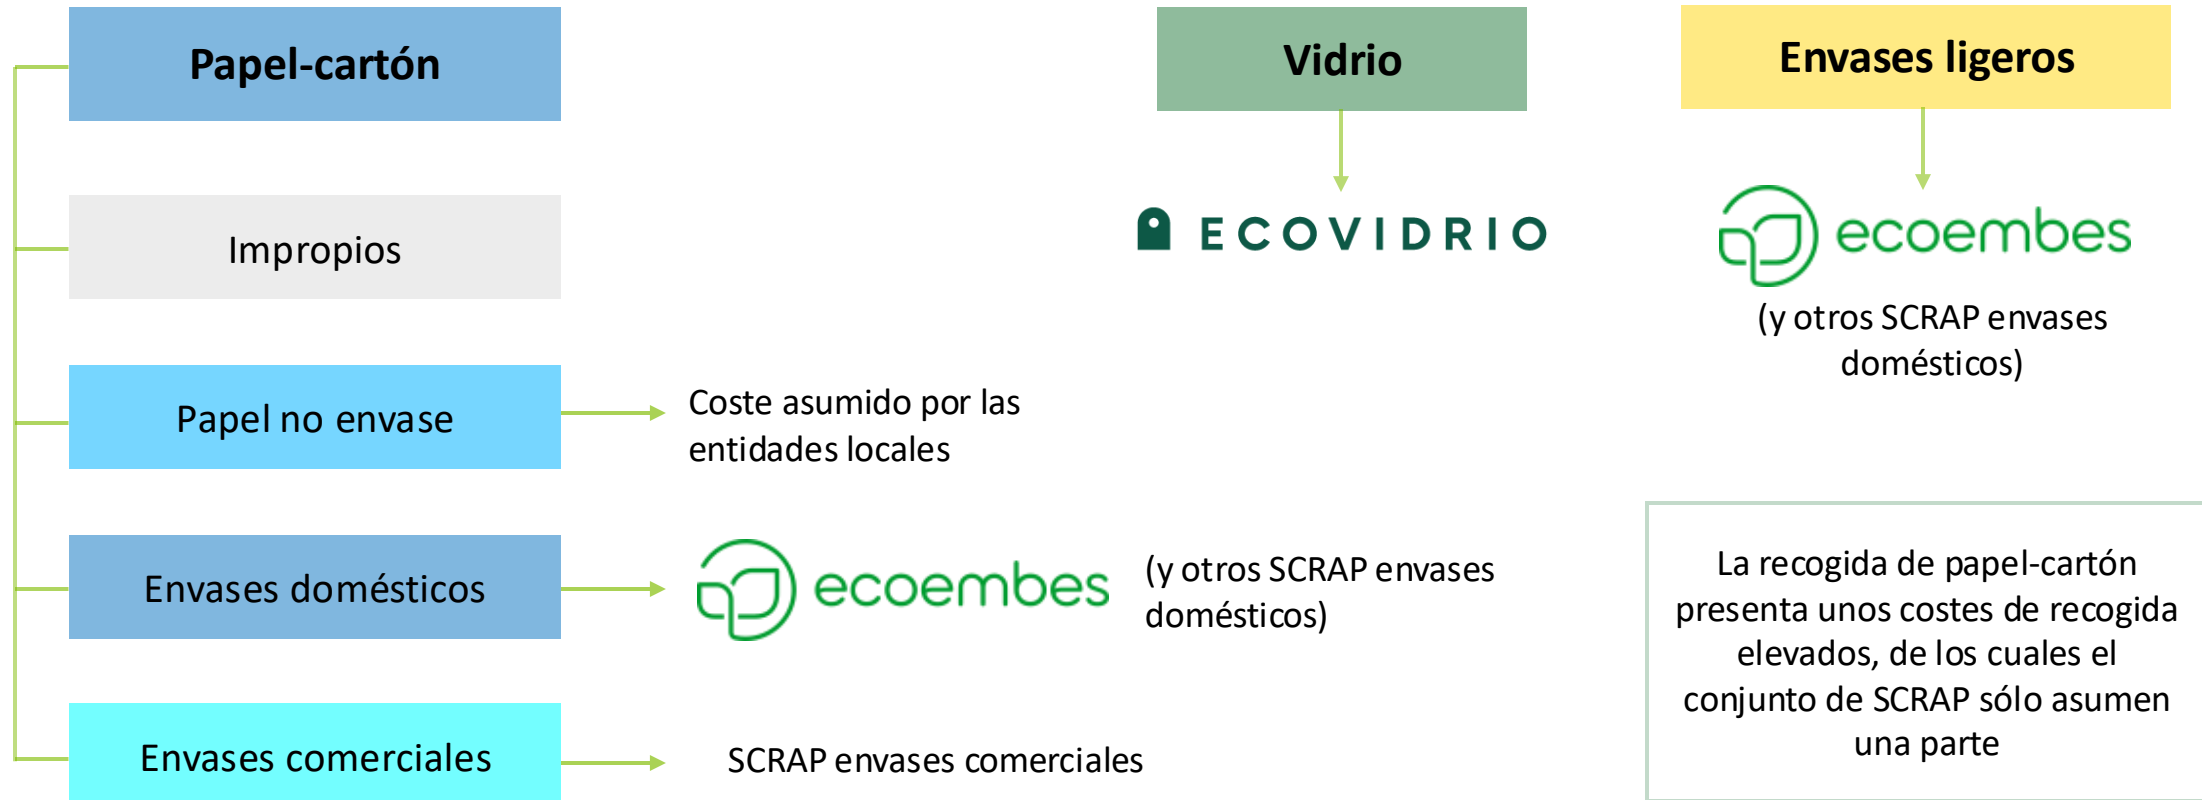 Papel-cartón
Vidrio
Envases ligeros
Impropios
ECOVIDRIO
ecoembes
(y otros SCRAP envases
domésticos)
Papel no envase
Coste asumido por las
entidades locales
Envases domésticos
ecoembes
(y otros SCRAP envases
domésticos)
Envases comerciales
SCRAP envases comerciales
La recogida de papel-cartón
presenta unos costes de recogida
elevados, de los cuales el
conjunto de SCRAP sólo asumen
una parte